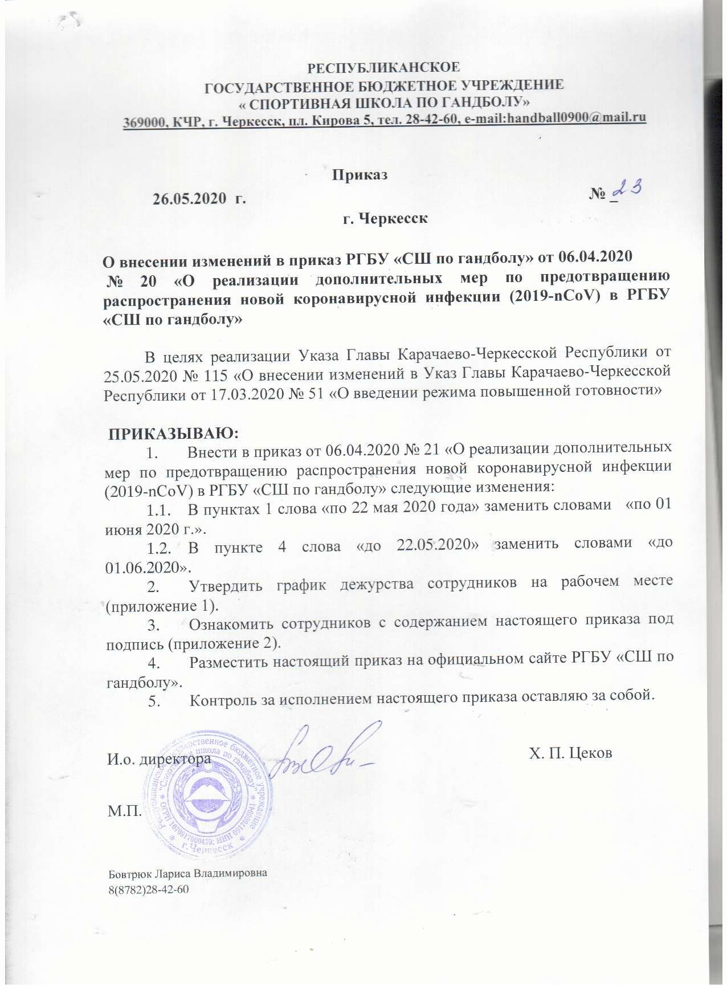 РЕСПУБЛИКАНСКОЕ
ГОСУДАРСТВЕННОЕ БЮДЖЕТНОЕ УЧРЕЖДЕНИЕ
« СПОРТИВНАЯ ШКОЛА ПО ГАНДБОЛУ»
369000, КЧР, г. Черкесск, пл. Кирова 5, тел. 28-42-60, e-mail:handball0900@mail.ru
Приказ
26.05.2020 г. № _23
г. Черкесск
О внесении изменений в приказ РГБУ «СШ по гандболу» от 06.04.2020
№ 20 «О реализации дополнительных мер по предотвращению
распространения новой коронавирусной инфекции (2019-nCoV) в РГБУ
«СШ по гандболу»
В целях реализации Указа Главы Карачаево-Черкесской Республики от
25.05.2020 № 115 «О внесении изменений в Указ Главы Карачаево-Черкесской
Республики от 17.03.2020 № 51 «О введении режима повышенной готовности»
ПРИКАЗЫВАЮ:
1. Внести в приказ от 06.04.2020 № 21 «О реализации дополнительных
мер по предотвращению распространения новой коронавирусной инфекции
(2019-nCoV) в РГБУ «СШ по гандболу» следующие изменения:
1.1. В пунктах 1 слова «по 22 мая 2020 года» заменить словами «по 01
июня 2020 г.».
1.2. В пункте 4 слова «до 22.05.2020» заменить словами «до
01.06.2020».
2. Утвердить график дежурства сотрудников на рабочем месте
(приложение 1).
3. Ознакомить сотрудников с содержанием настоящего приказа под
подпись (приложение 2).
4. Разместить настоящий приказ на официальном сайте РГБУ «СШ по
гандболу».
5. Контроль за исполнением настоящего приказа оставляю за собой.
И.о. директора Х. П. Цеков
М.П.
Республиканское государственное бюджетное учреждение
"Спортивная школа по гандболу"
ОГРН 1070917000439; ИНН 0917005941
г.Черкесск
Бовтрюк Лариса Владимировна
8(8782)28-42-60